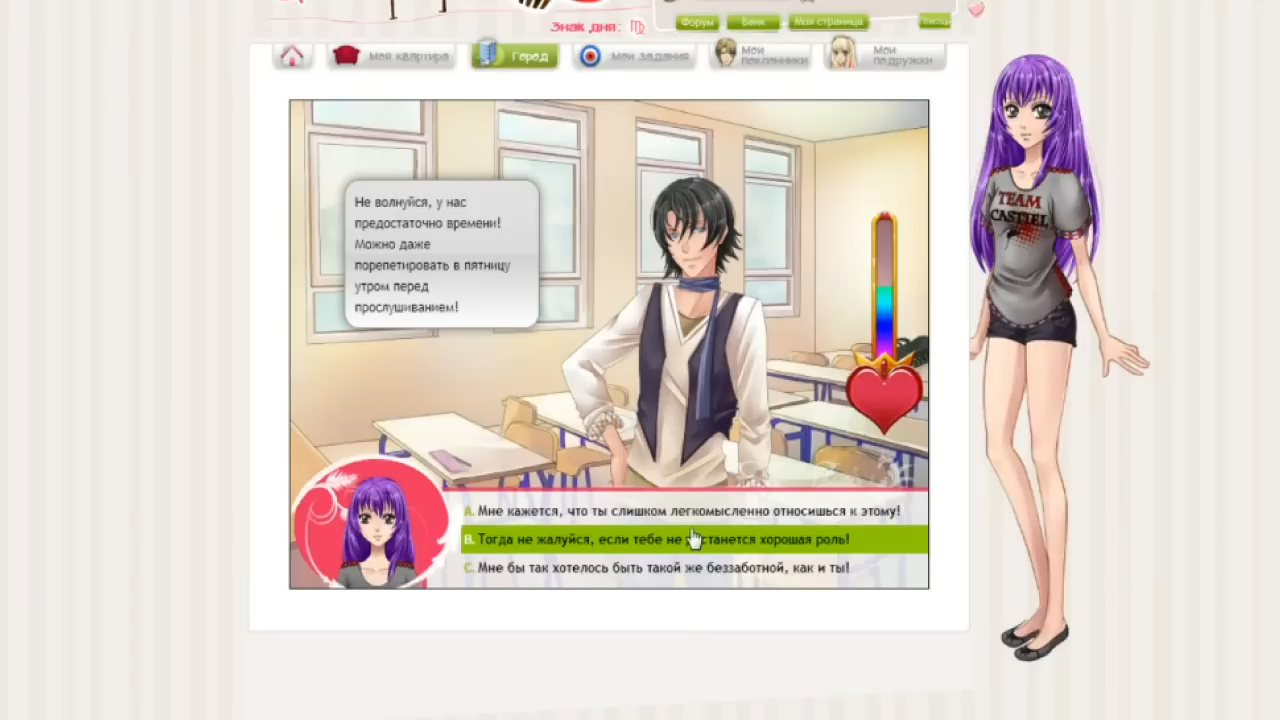 Знак дня:
Форум
Банк
Моя страница
Помощь
Моя квартира
Город
Мои задания
Мои
поклонники
Мои
подружки
Не волнуйся, у нас
предостаточно времени!
Можно даже
порепетировать в пятницу
утром перед
прослушиванием!
TEAM
CASTIEL
A. Мне кажется, что ты слишком легкомысленно относишься к этому!
B. Тогда не жалуйся, если тебе не достанется хорошая роль!
C. Мне бы так хотелось быть такой же беззаботной, как и ты!